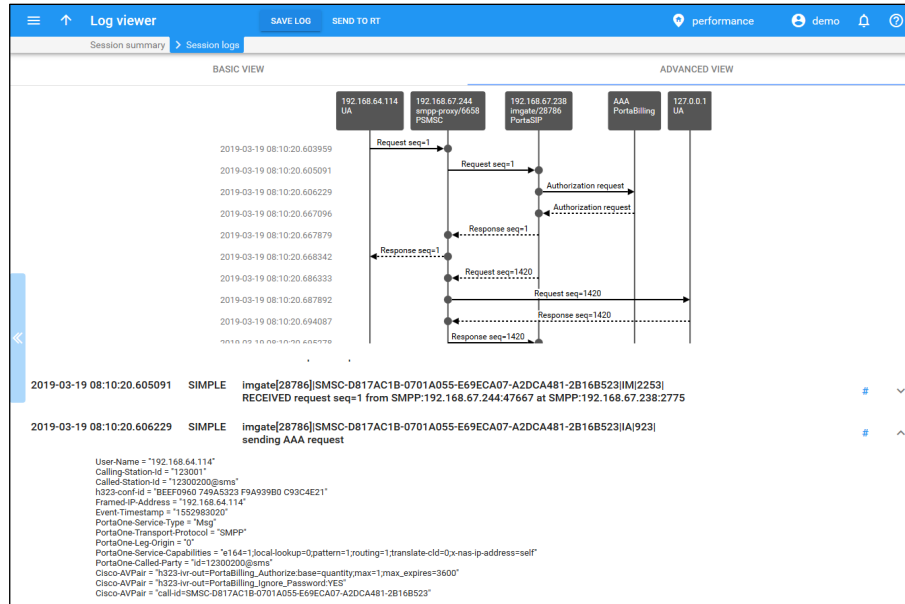 Log viewer
SAVE LOG
SEND TO RT
performance
demo
Session summary
Session logs
BASIC VIEW
ADVANCED VIEW
192.168.64.114
UA
192.168.67.244
smpp-proxy/6658
PSMSC
192.168.67.238
imgate/28786
PortaSIP
AAA
PortaBilling
127.0.0.1
UA
2019-03-19 08:10:20.603959
Request seq=1
2019-03-19 08:10:20.605091
Request seq=1
2019-03-19 08:10:20.606229
Authorization request
2019-03-19 08:10:20.667096
Authorization request
2019-03-19 08:10:20.667879
Response seq=1
2019-03-19 08:10:20.668342
Response seq=1
2019-03-19 08:10:20.686333
Request seq=1420
2019-03-19 08:10:20.687892
Request seq=1420
2019-03-19 08:10:20.694087
Response seq=1420
2019-03-19 08:10:20.695278
Response seq=1420
2019-03-19 08:10:20.605091 SIMPLE imgate[28786]|SMSC-D817AC1B-0701A055-E69ECA07-A2DCA481-2B16B523|IM|2253| #
RECEIVED request seq=1 from SMPP:192.168.67.244:47667 at SMPP:192.168.67.238:2775
2019-03-19 08:10:20.606229 SIMPLE imgate[28786]|SMSC-D817AC1B-0701A055-E69ECA07-A2DCA481-2B16B523|IA|923| #
sending AAA request
User-Name = "192.168.64.114"
Calling-Station-Id = "123001"
Called-Station-Id = "12300200@sms"
h323-conf-id = "BEEF0960 749A5323 F9A939B0 C93C4E21"
Framed-IP-Address = "192.168.64.114"
Event-Timestamp = "1552983020"
PortaOne-Service-Type = "Msg"
PortaOne-Transport-Protocol = "SMPP"
PortaOne-Leg-Origin = "0"
PortaOne-Service-Capabilities = "e164=1;local-lookup=0;pattern=1;routing=1;translate-cld=0;x-nas-ip-address=self"
PortaOne-Called-Party = "id=12300200@sms"
Cisco-AVPair = "h323-ivr-out=PortaBilling_Authorize:base=quantity;max=1;max_expires=3600"
Cisco-AVPair = "h323-ivr-out=PortaBilling_Ignore_Password:YES"
Cisco-AVPair = "call-id=SMSC-D817AC1B-0701A055-E69ECA07-A2DCA481-2B16B523"